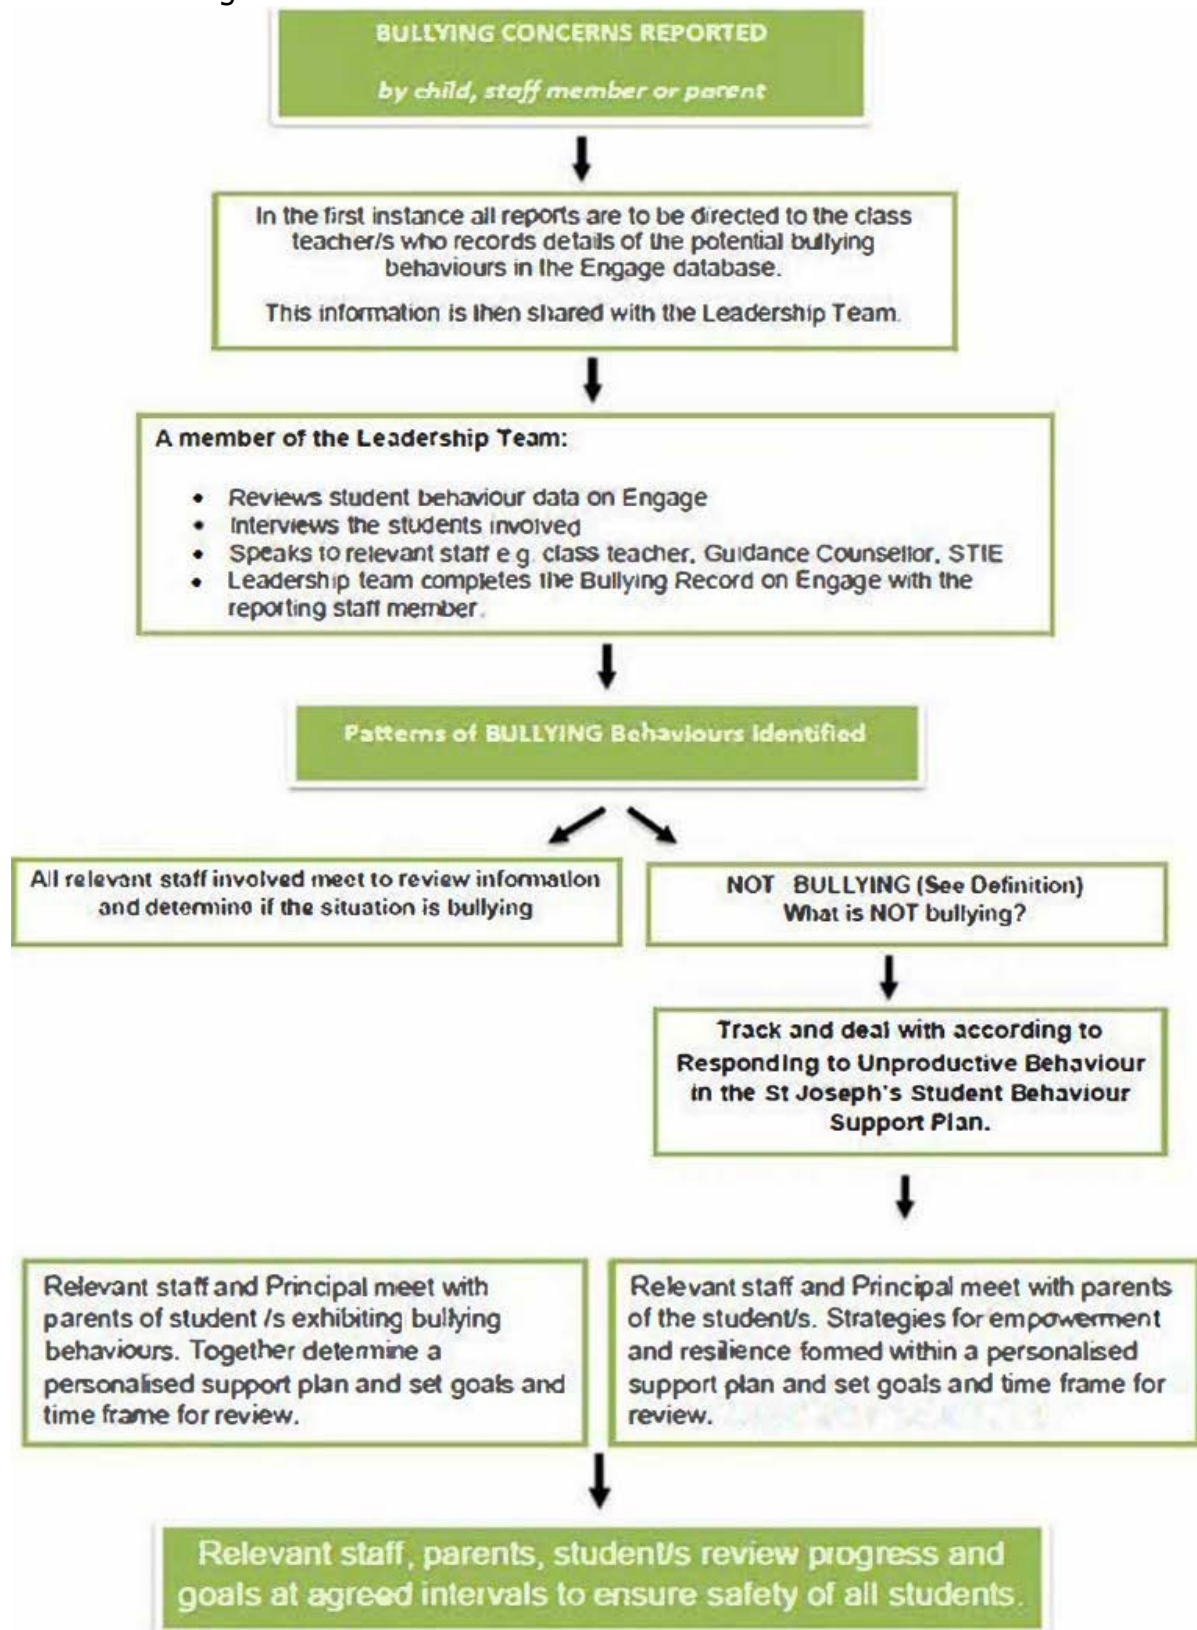 BULLYING CONCERNS REPORTED
by child, staff member or parent
In the first instance all reports are to be directed to the class
teacher/s who records details of the potential bullying
behaviours in the Engage database.
This information is then shared with the Leadership Team.
A member of the Leadership Team:
• Reviews student behaviour data on Engage
• Interviews the students involved
• Speaks to relevant staff e.g. class teacher, Guidance Counsellor, STIE
• Leadership team completes the Bullying Record on Engage with the
reporting staff member.
Patterns of BULLYING Behaviours Identified
All relevant staff involved meet to review information
and determine if the situation is bullying
NOT BULLYING (See Definition)
What is NOT bullying?
Track and deal with according to
Responding to Unproductive Behaviour
in the St Joseph's Student Behaviour
Support Plan.
Relevant staff and Principal meet with
parents of student /s exhibiting bullying
behaviours. Together determine a
personalised support plan and set goals and
time frame for review.
Relevant staff and Principal meet with parents
of the student/s. Strategies for empowerment
and resilience formed within a personalised
support plan and set goals and time frame for
review.
Relevant staff, parents, student/s review progress and
goals at agreed intervals to ensure safety of all students.